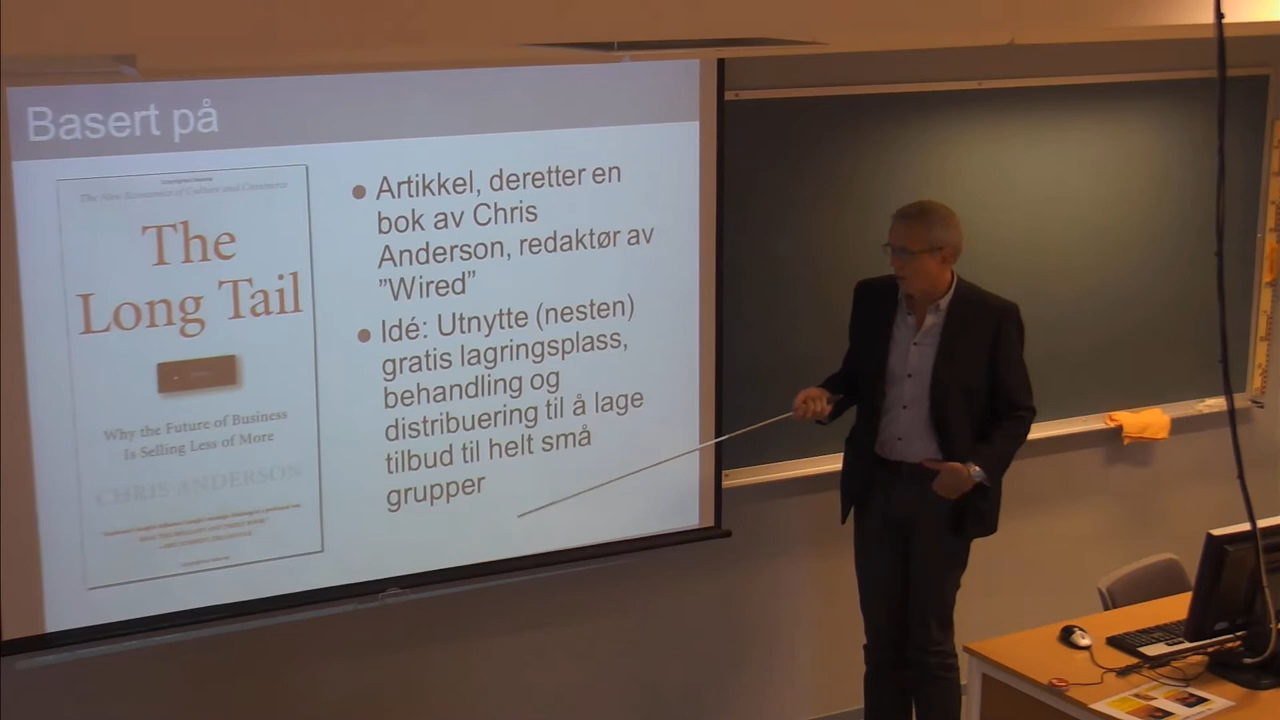 Basert på
The New Economics of Culture and Commerce
The
Long Tail
Why the Future of Business
Is Selling Less of More
CHRIS ANDERSON
● Artikkel, deretter en
bok av Chris
Anderson, redaktør av
”Wired”
● Idé: Utnytte (nesten)
gratis lagringsplass,
behandling og
distribuering til å lage
tilbud til helt små
grupper